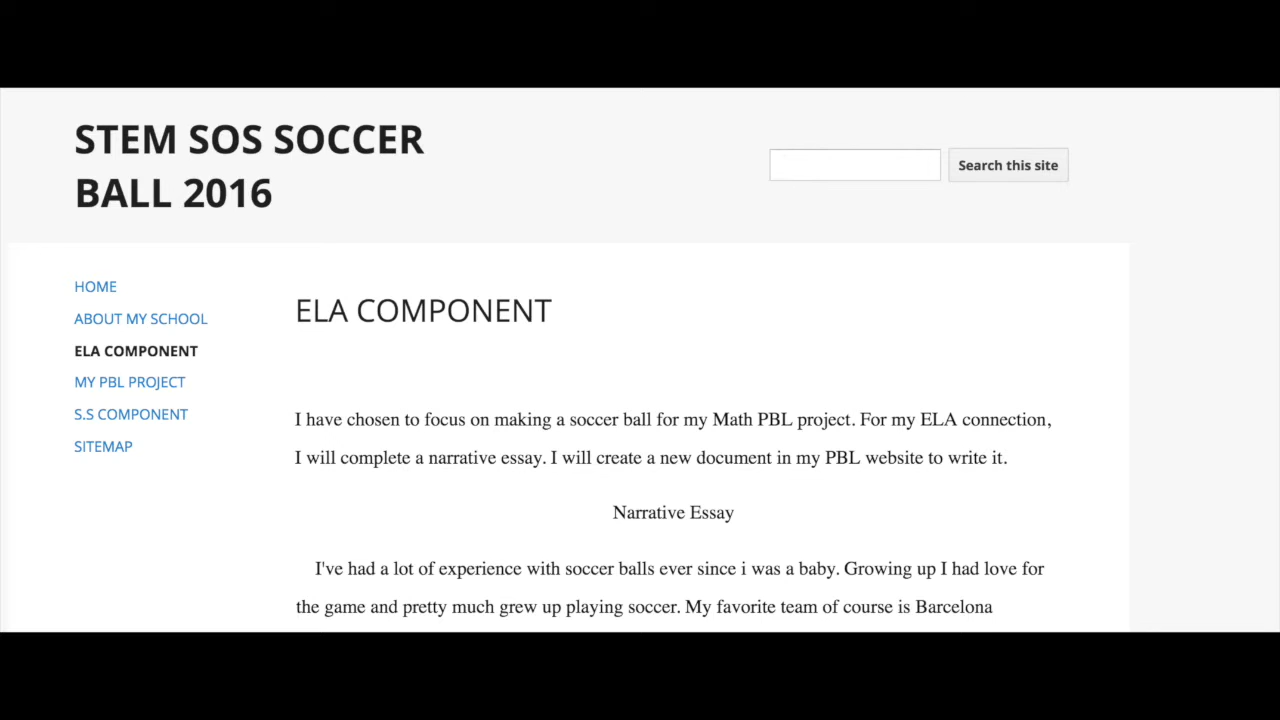 STEM SOS SOCCER
BALL 2016
Search this site
HOME
ABOUT MY SCHOOL
ELA COMPONENT
MY PBL PROJECT
S.S COMPONENT
SITEMAP
ELA COMPONENT
I have chosen to focus on making a soccer ball for my Math PBL project. For my ELA connection,
I will complete a narrative essay. I will create a new document in my PBL website to write it.
Narrative Essay
I've had a lot of experience with soccer balls ever since i was a baby. Growing up I had love for
the game and pretty much grew up playing soccer. My favorite team of course is Barcelona